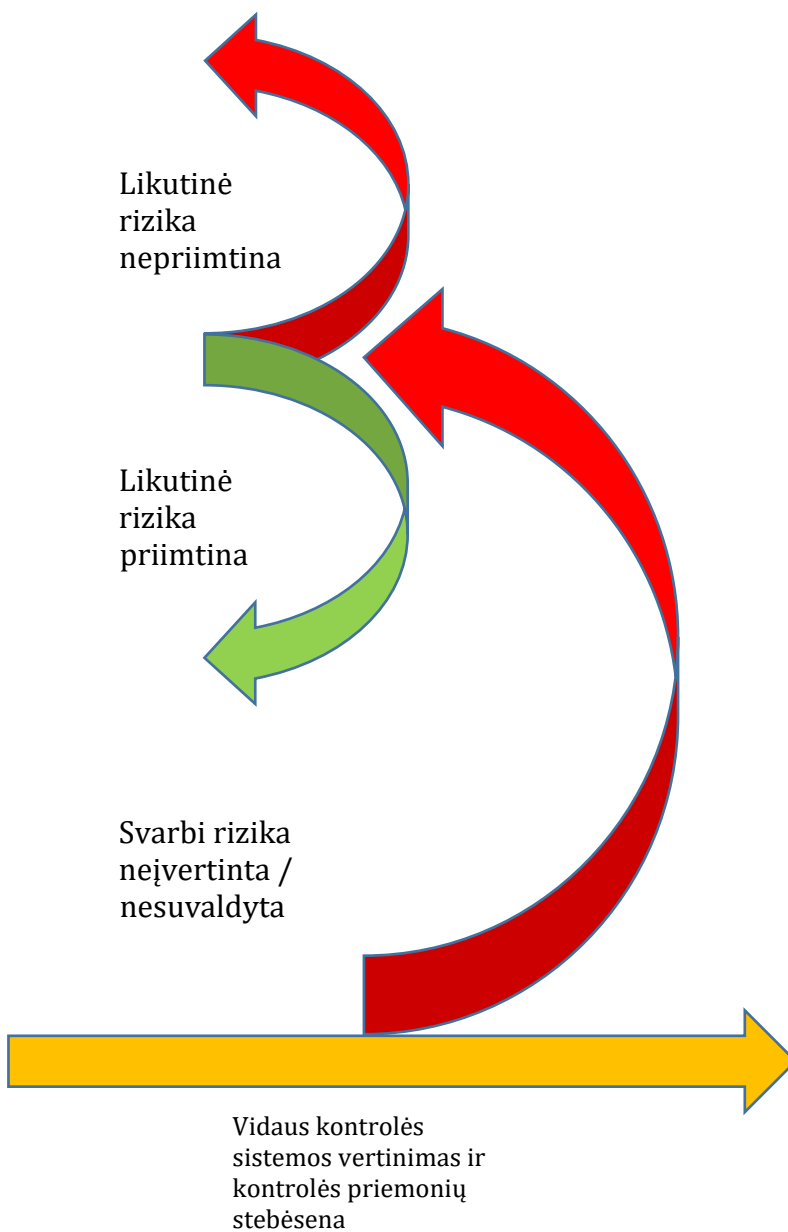 Likutinė
rizika
nepriimtina
Likutinė
rizika
priimtina
Svarbi rizika
neįvertinta /
nesuvaldyta
Vidaus kontrolės
sistemos vertinimas ir
kontrolės priemonių
stebėsena